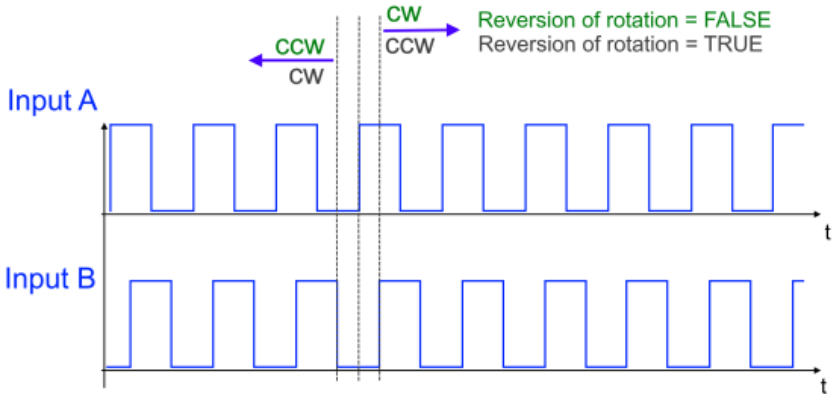 CW
CCW
Reversion of rotation = FALSE
Reversion of rotation = TRUE
CCW
CW
Input A
t
Input B
t